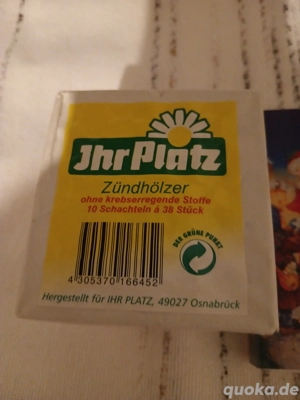 Ihr Platz
Zündhölzer
ohne krebserregende Stoffe
10 Schachteln á 38 Stück
DER GRÜNE PUNKT
4 305370 166452
Hergestellt für IHR PLATZ, 49027 Osnabrück
quoka.de